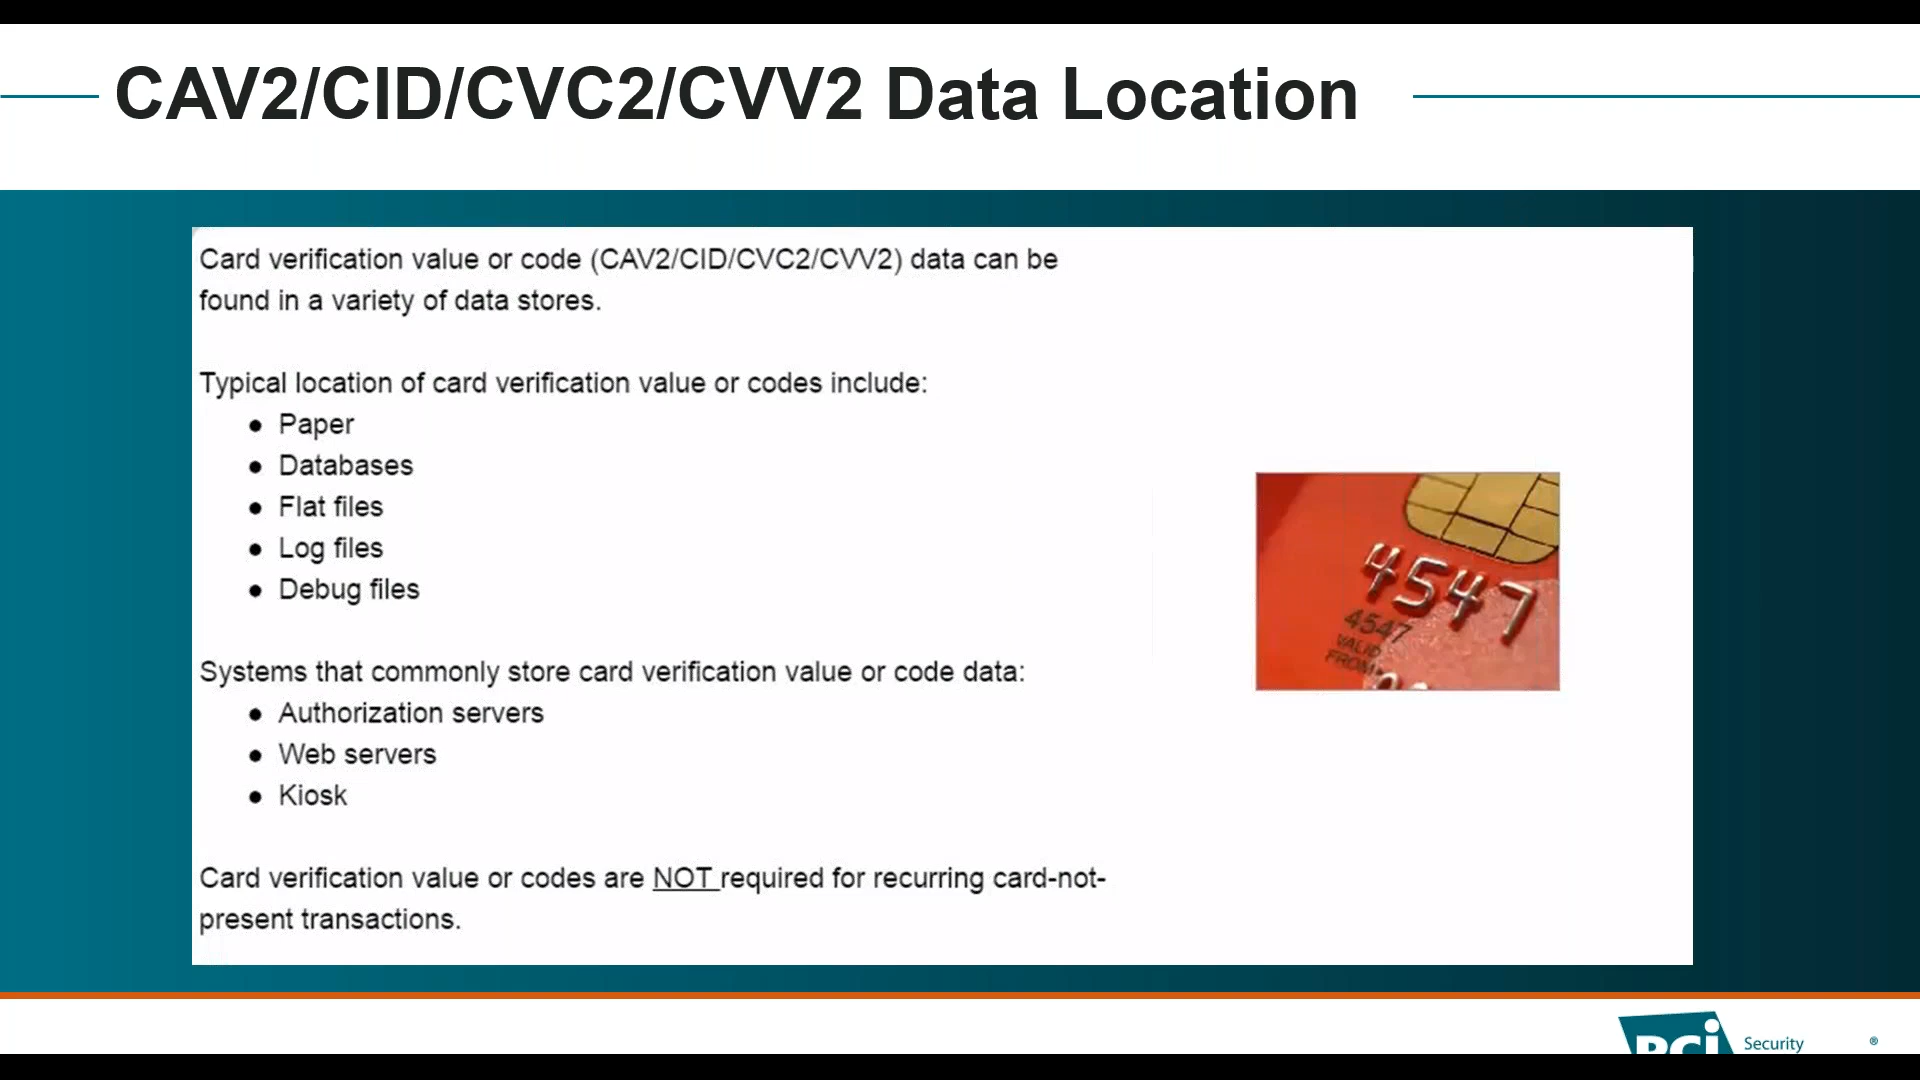 CAV2/CID/CVC2/CVV2 Data Location
Card verification value or code (CAV2/CID/CVC2/CVV2) data can be
found in a variety of data stores.
Typical location of card verification value or codes include:
● Paper
● Databases
● Flat files
● Log files
● Debug files
4547
4547
VALID
FROM
Systems that commonly store card verification value or code data:
● Authorization servers
● Web servers
● Kiosk
Card verification value or codes are NOT required for recurring card-not-
present transactions.
PCi Security ®